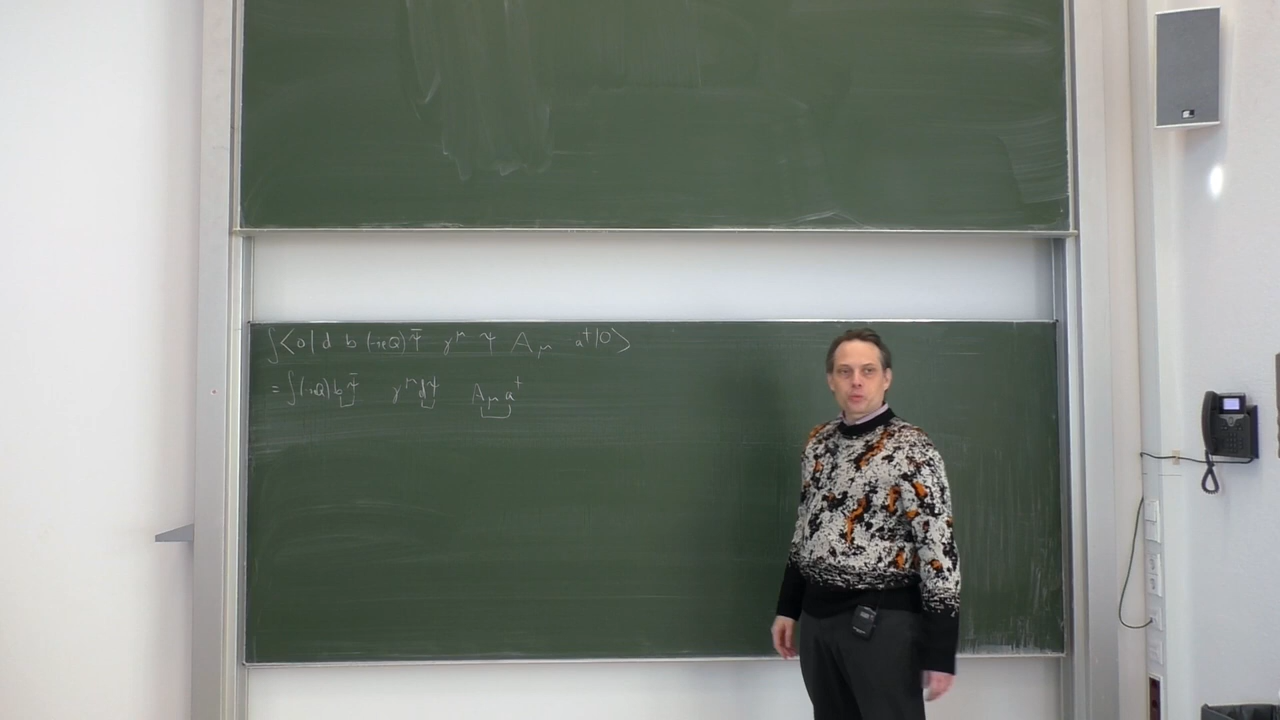 ∫⟨0| d b (-ieQ) ψ̄ γ^μ ψ A_μ a†|0⟩
= ∫(-ieQ) b ψ̄ γ^μ d ψ A_μ a†